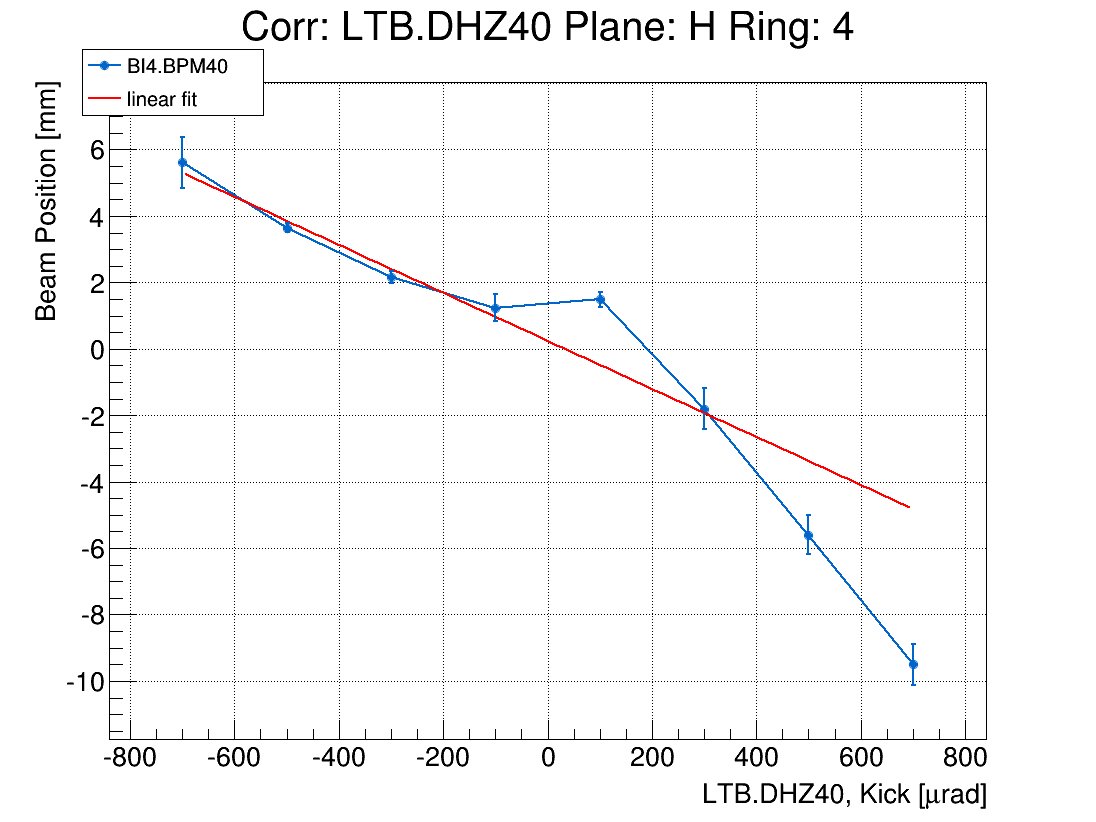 Corr: LTB.DHZ40 Plane: H Ring: 4
BI4.BPM40
linear fit
Beam Position [mm]
6
4
2
0
-2
-4
-6
-8
-10
-800 -600 -400 -200 0 200 400 600 800
LTB.DHZ40, Kick [μrad]